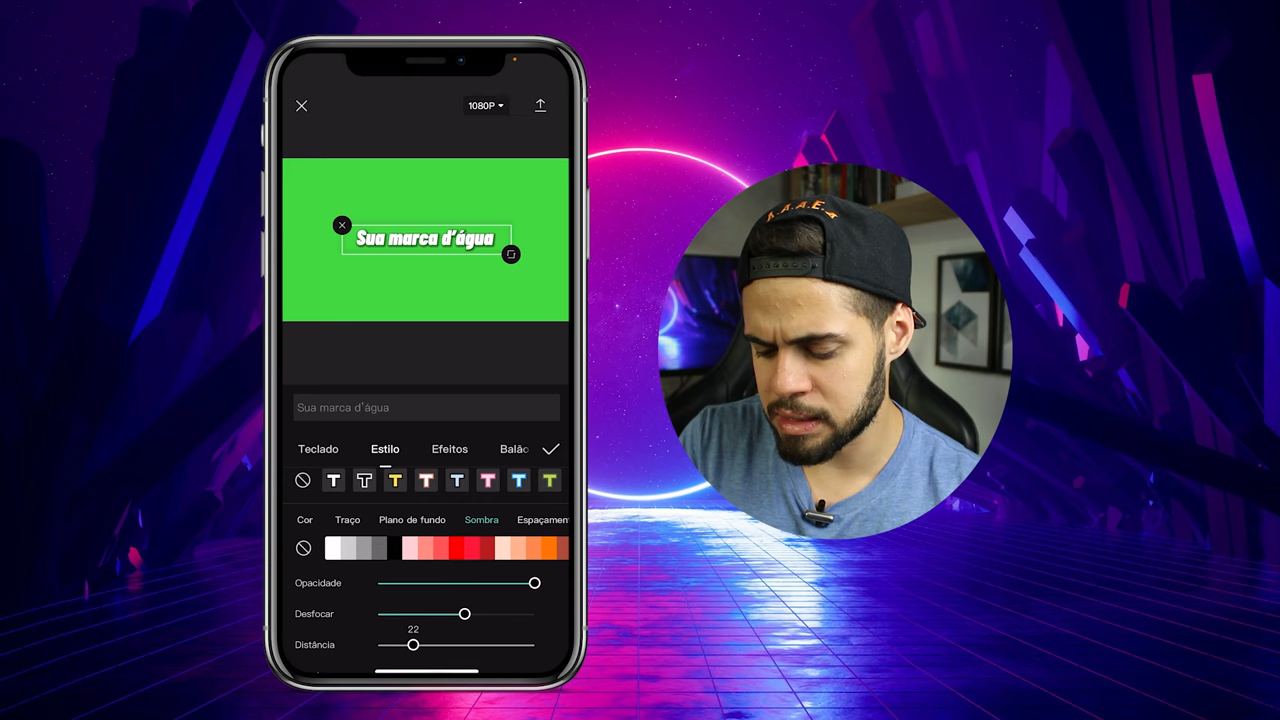 1080P
Sua marca d'água
Sua marca d'água
Teclado Estilo Efeitos Balão
T T T T T T T T
Cor Traço Plano de fundo Sombra Espaçamen
Opacidade
Desfocar
22
Distância